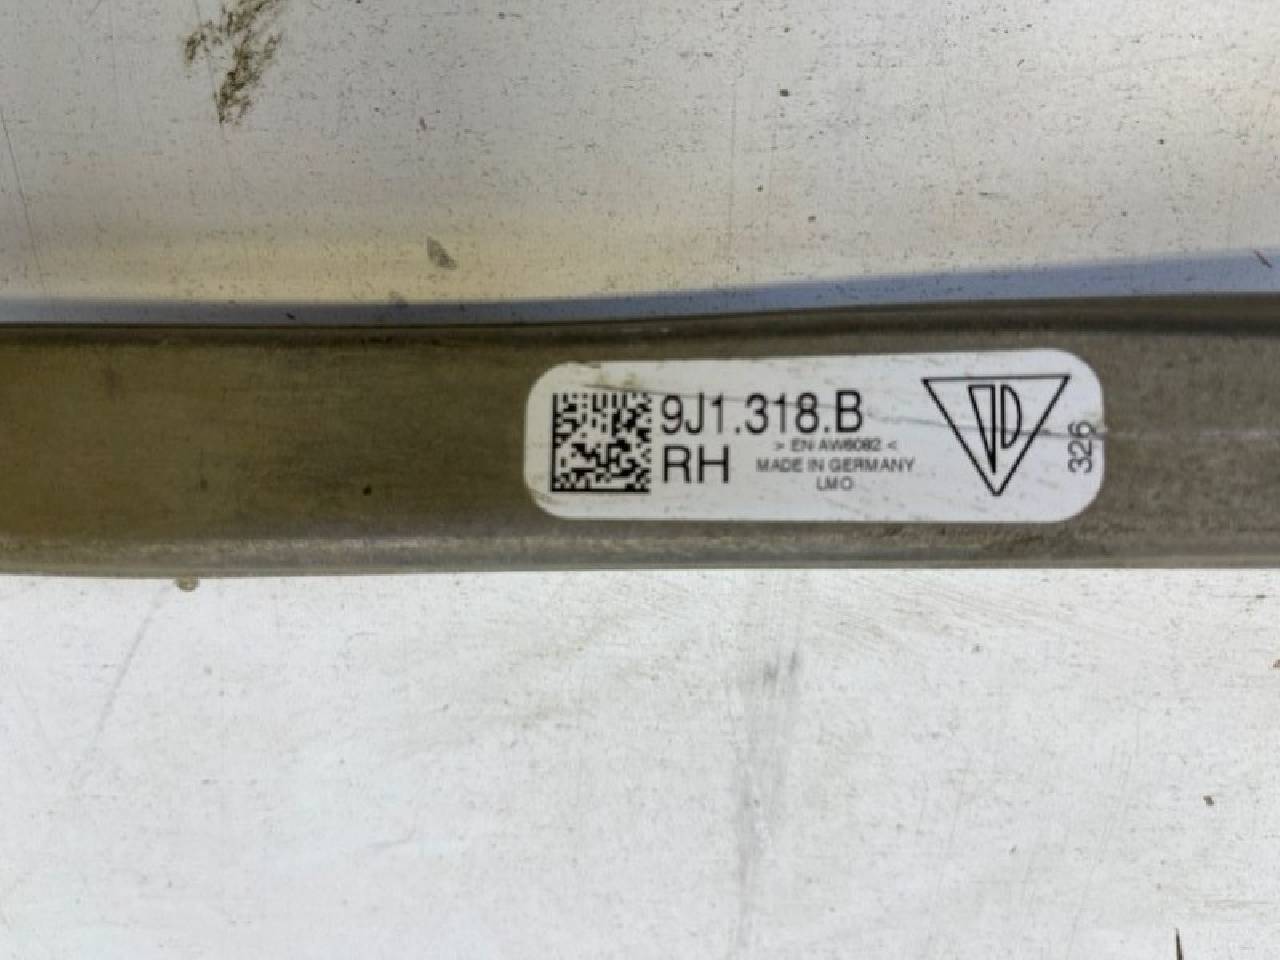 9J1.318.B
> EN AW6082 <
RH
MADE IN GERMANY
LMO
326